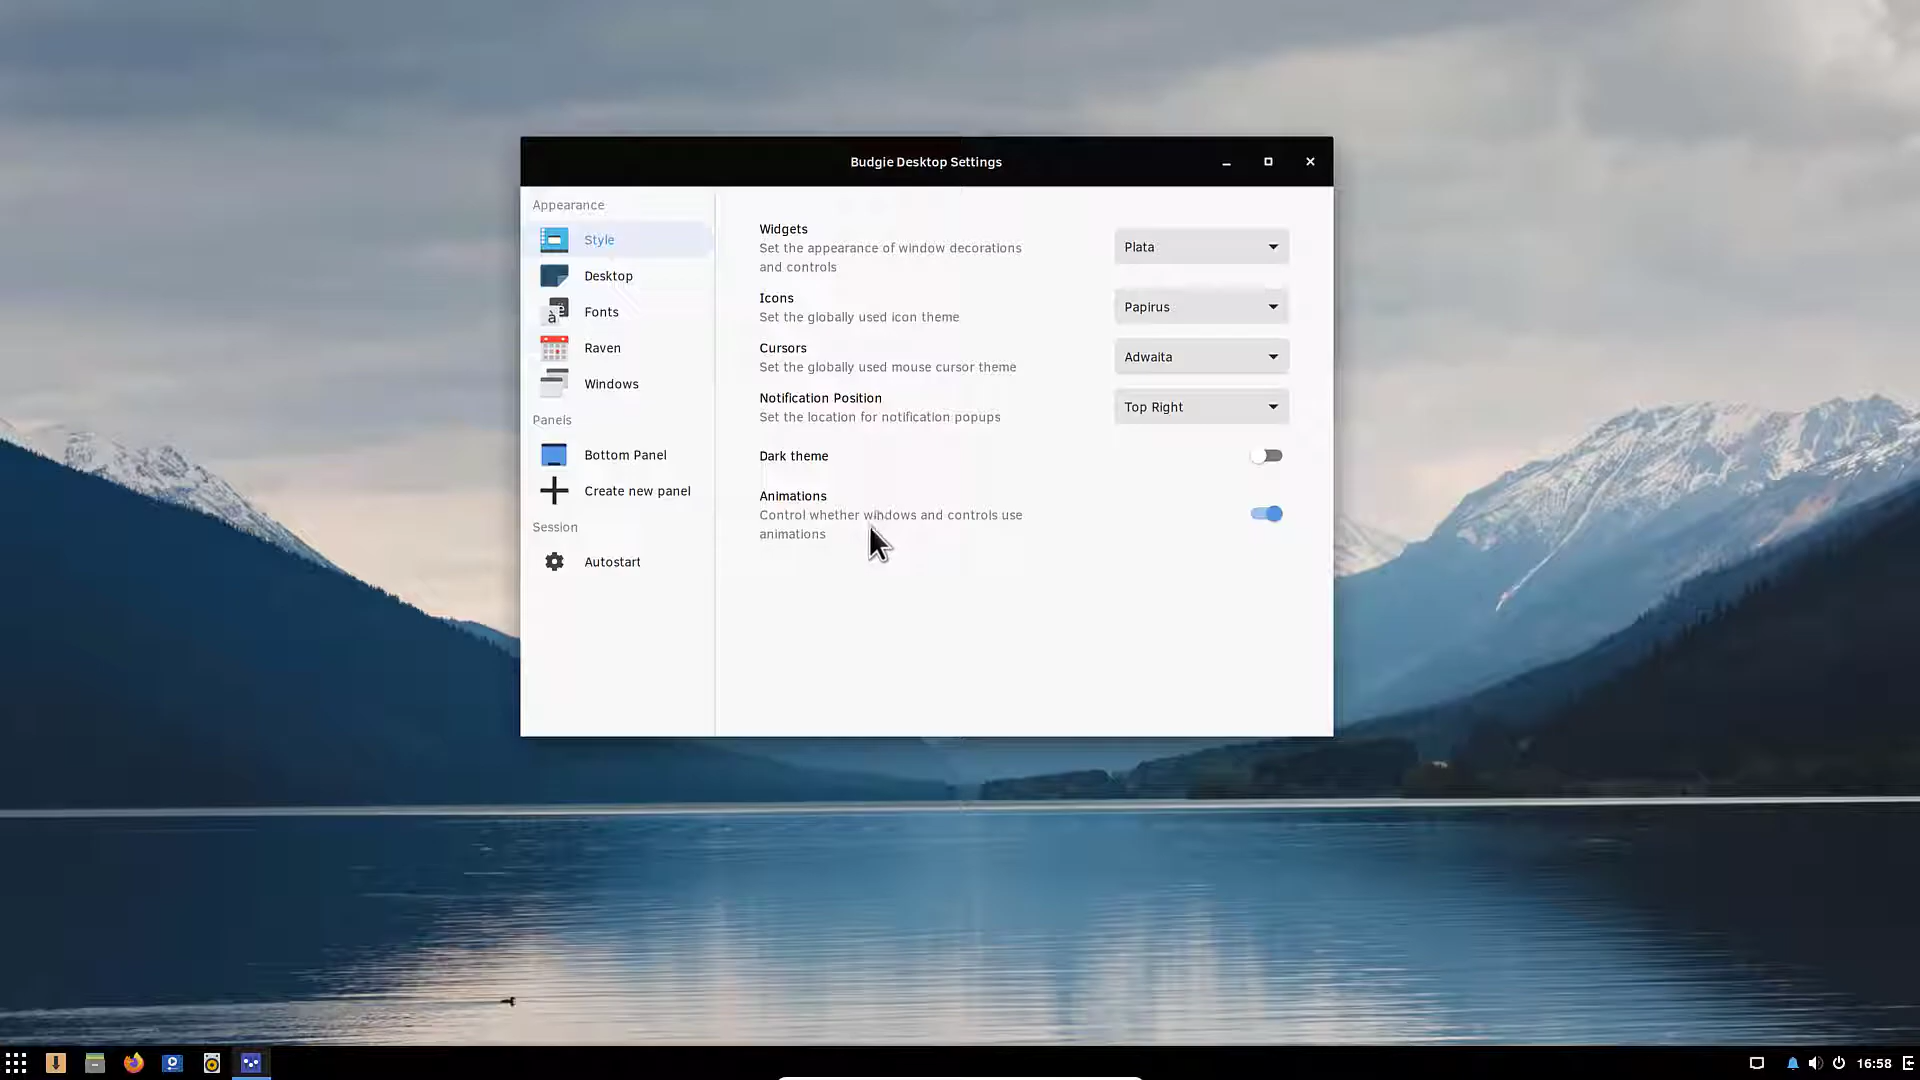 Budgie Desktop Settings
Appearance
Style
Desktop
Fonts
Raven
Windows
Panels
Bottom Panel
Create new panel
Session
Autostart
Widgets
Set the appearance of window decorations
and controls
Plata
Icons
Set the globally used icon theme
Papirus
Cursors
Set the globally used mouse cursor theme
Adwaita
Notification Position
Set the location for notification popups
Top Right
Dark theme
Animations
Control whether windows and controls use
animations
16:58